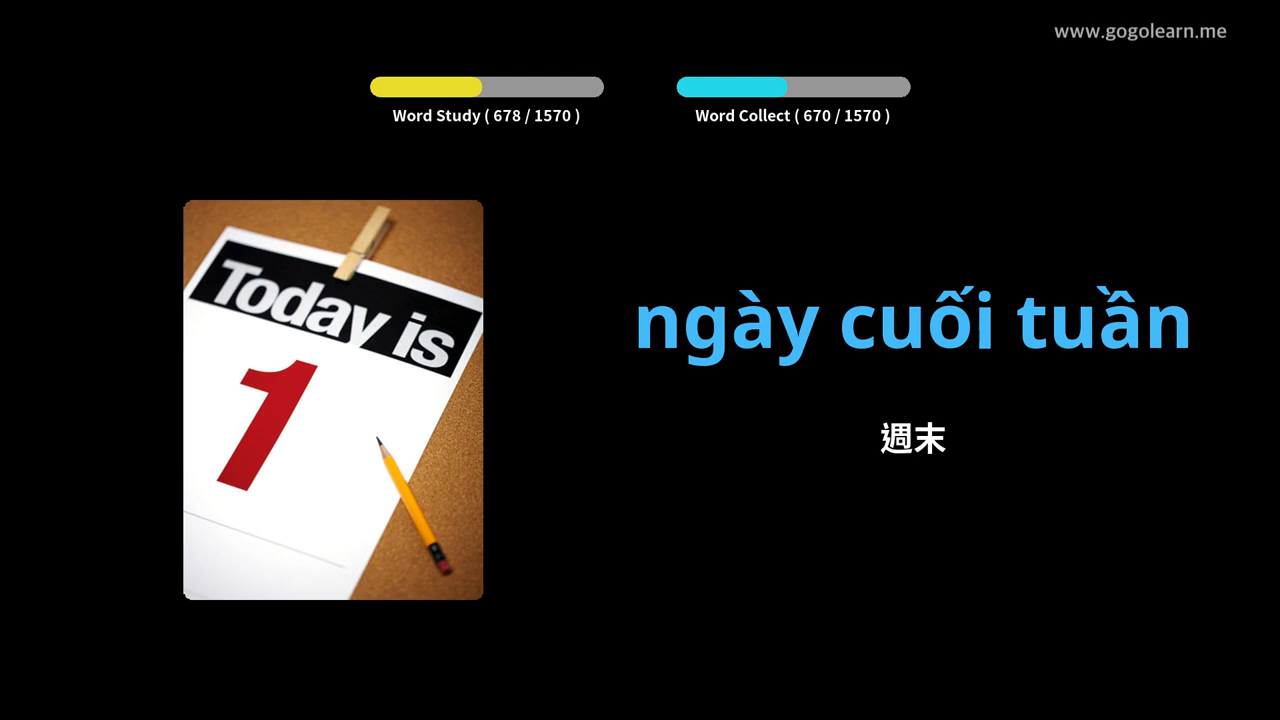 www.gogolearn.me
Word Study ( 678 / 1570 )
Word Collect ( 670 / 1570 )
Today is
1
ngày cuối tuần
週末